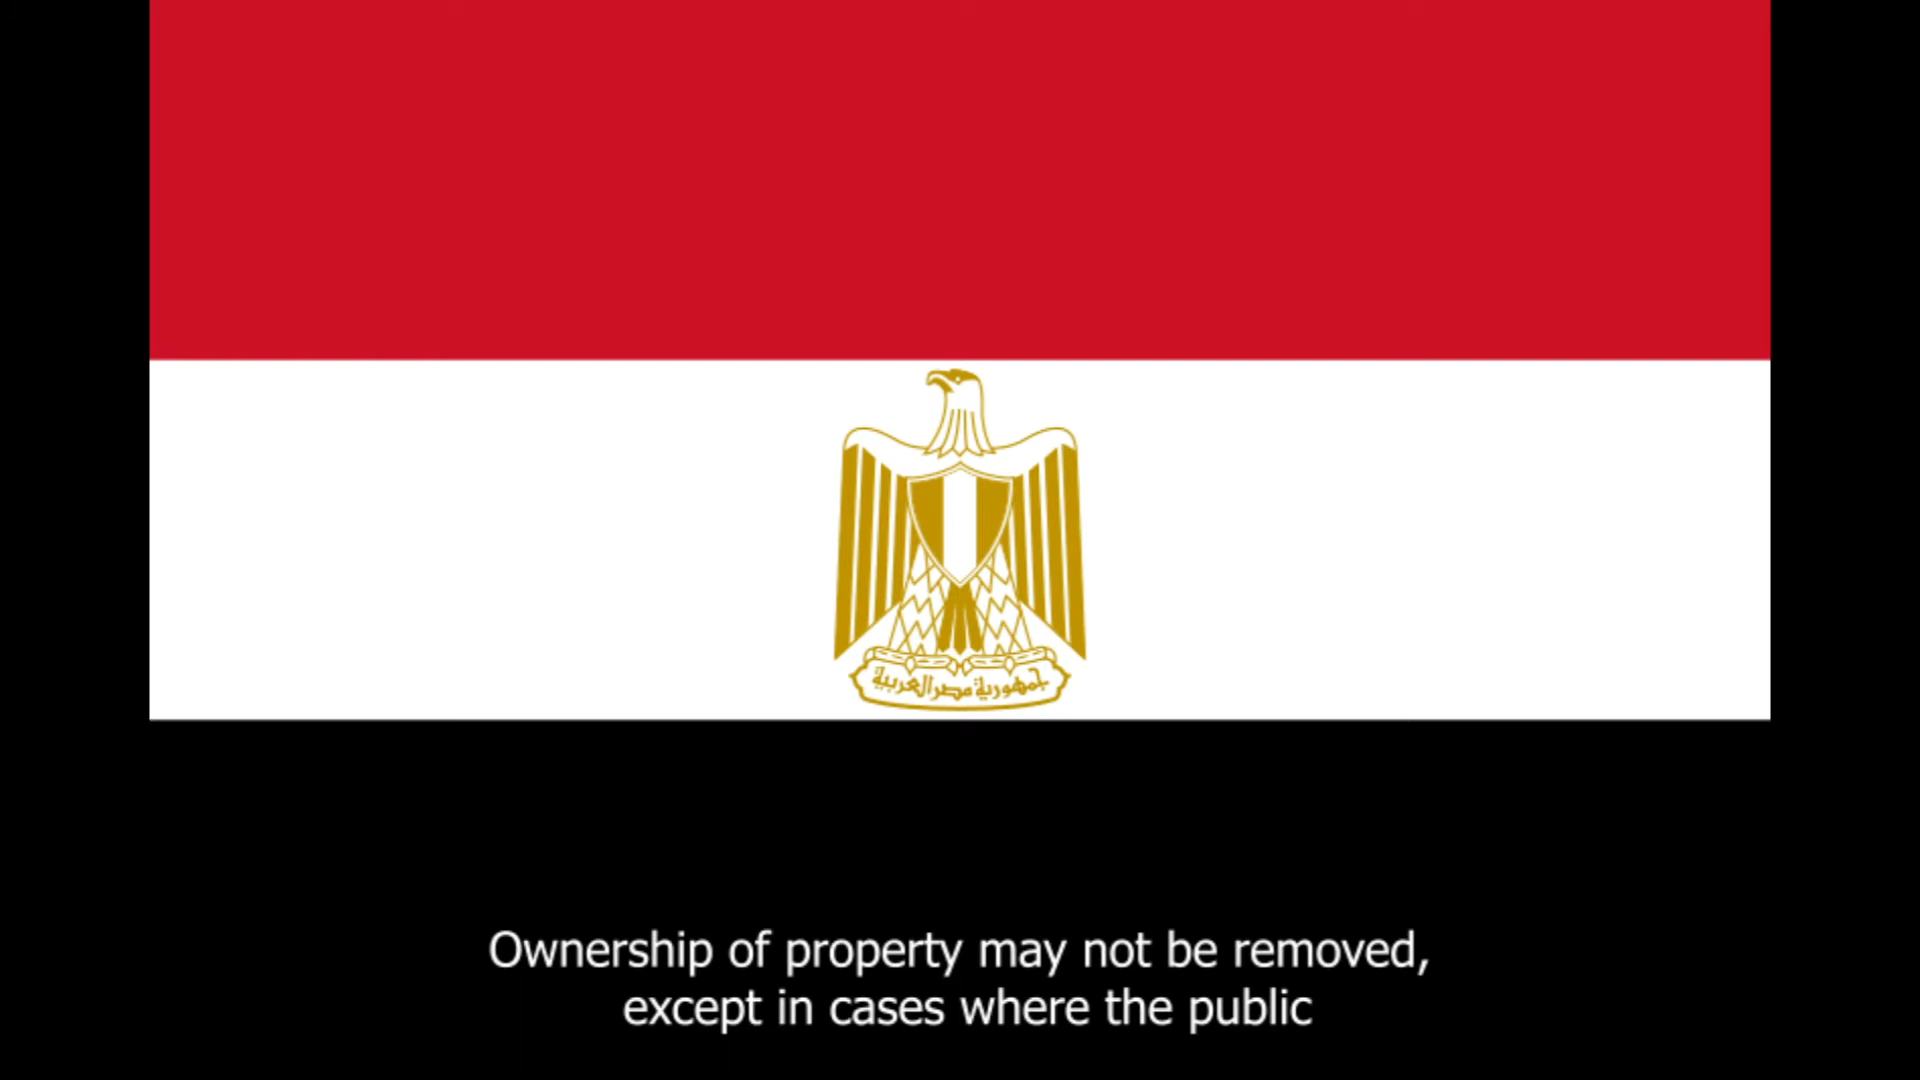 جمهورية مصر العربية
Ownership of property may not be removed,
except in cases where the public